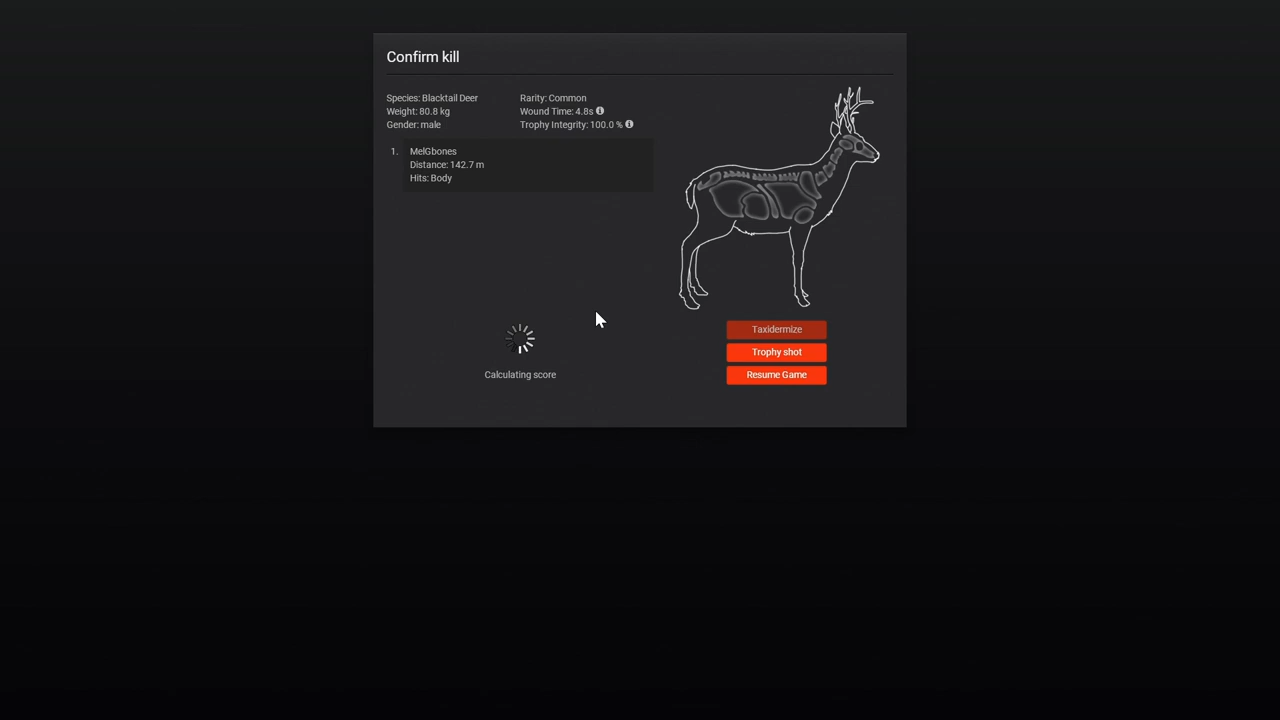 Confirm kill
Species: Blacktail Deer
Weight: 80.8 kg
Gender: male
Rarity: Common
Wound Time: 4.8s
Trophy Integrity: 100.0 %
1.
MelGbones
Distance: 142.7 m
Hits: Body
Calculating score
Taxidermize
Trophy shot
Resume Game